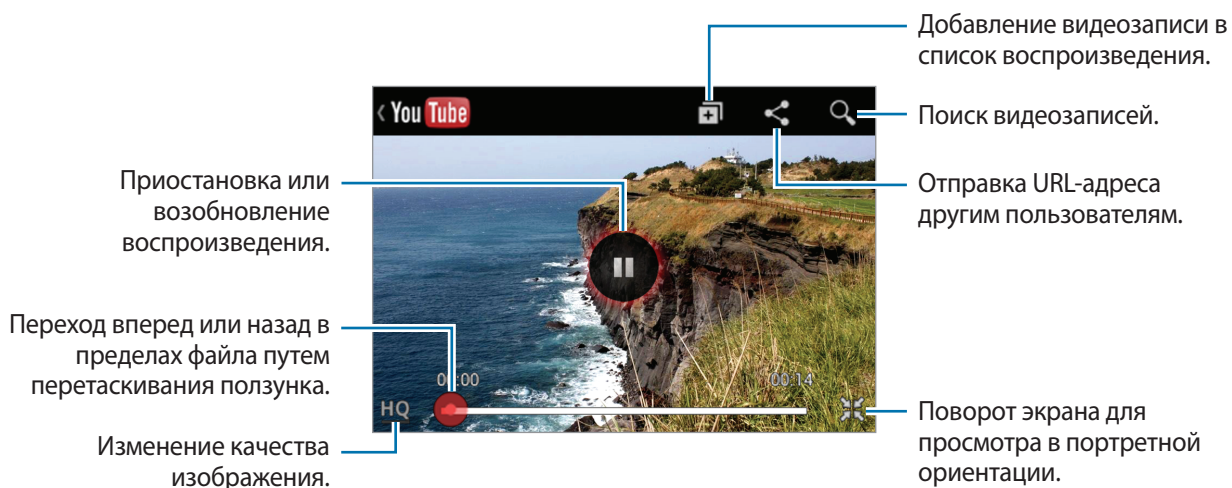 Добавление видеозаписи в
список воспроизведения.
You Tube
Поиск видеозаписей.
Приостановка или
возобновление
воспроизведения.
Отправка URL-адреса
другим пользователям.
Переход вперед или назад в
пределах файла путем
перетаскивания ползунка.
00:00
00:14
HQ
Изменение качества
изображения.
Поворот экрана для
просмотра в портретной
ориентации.